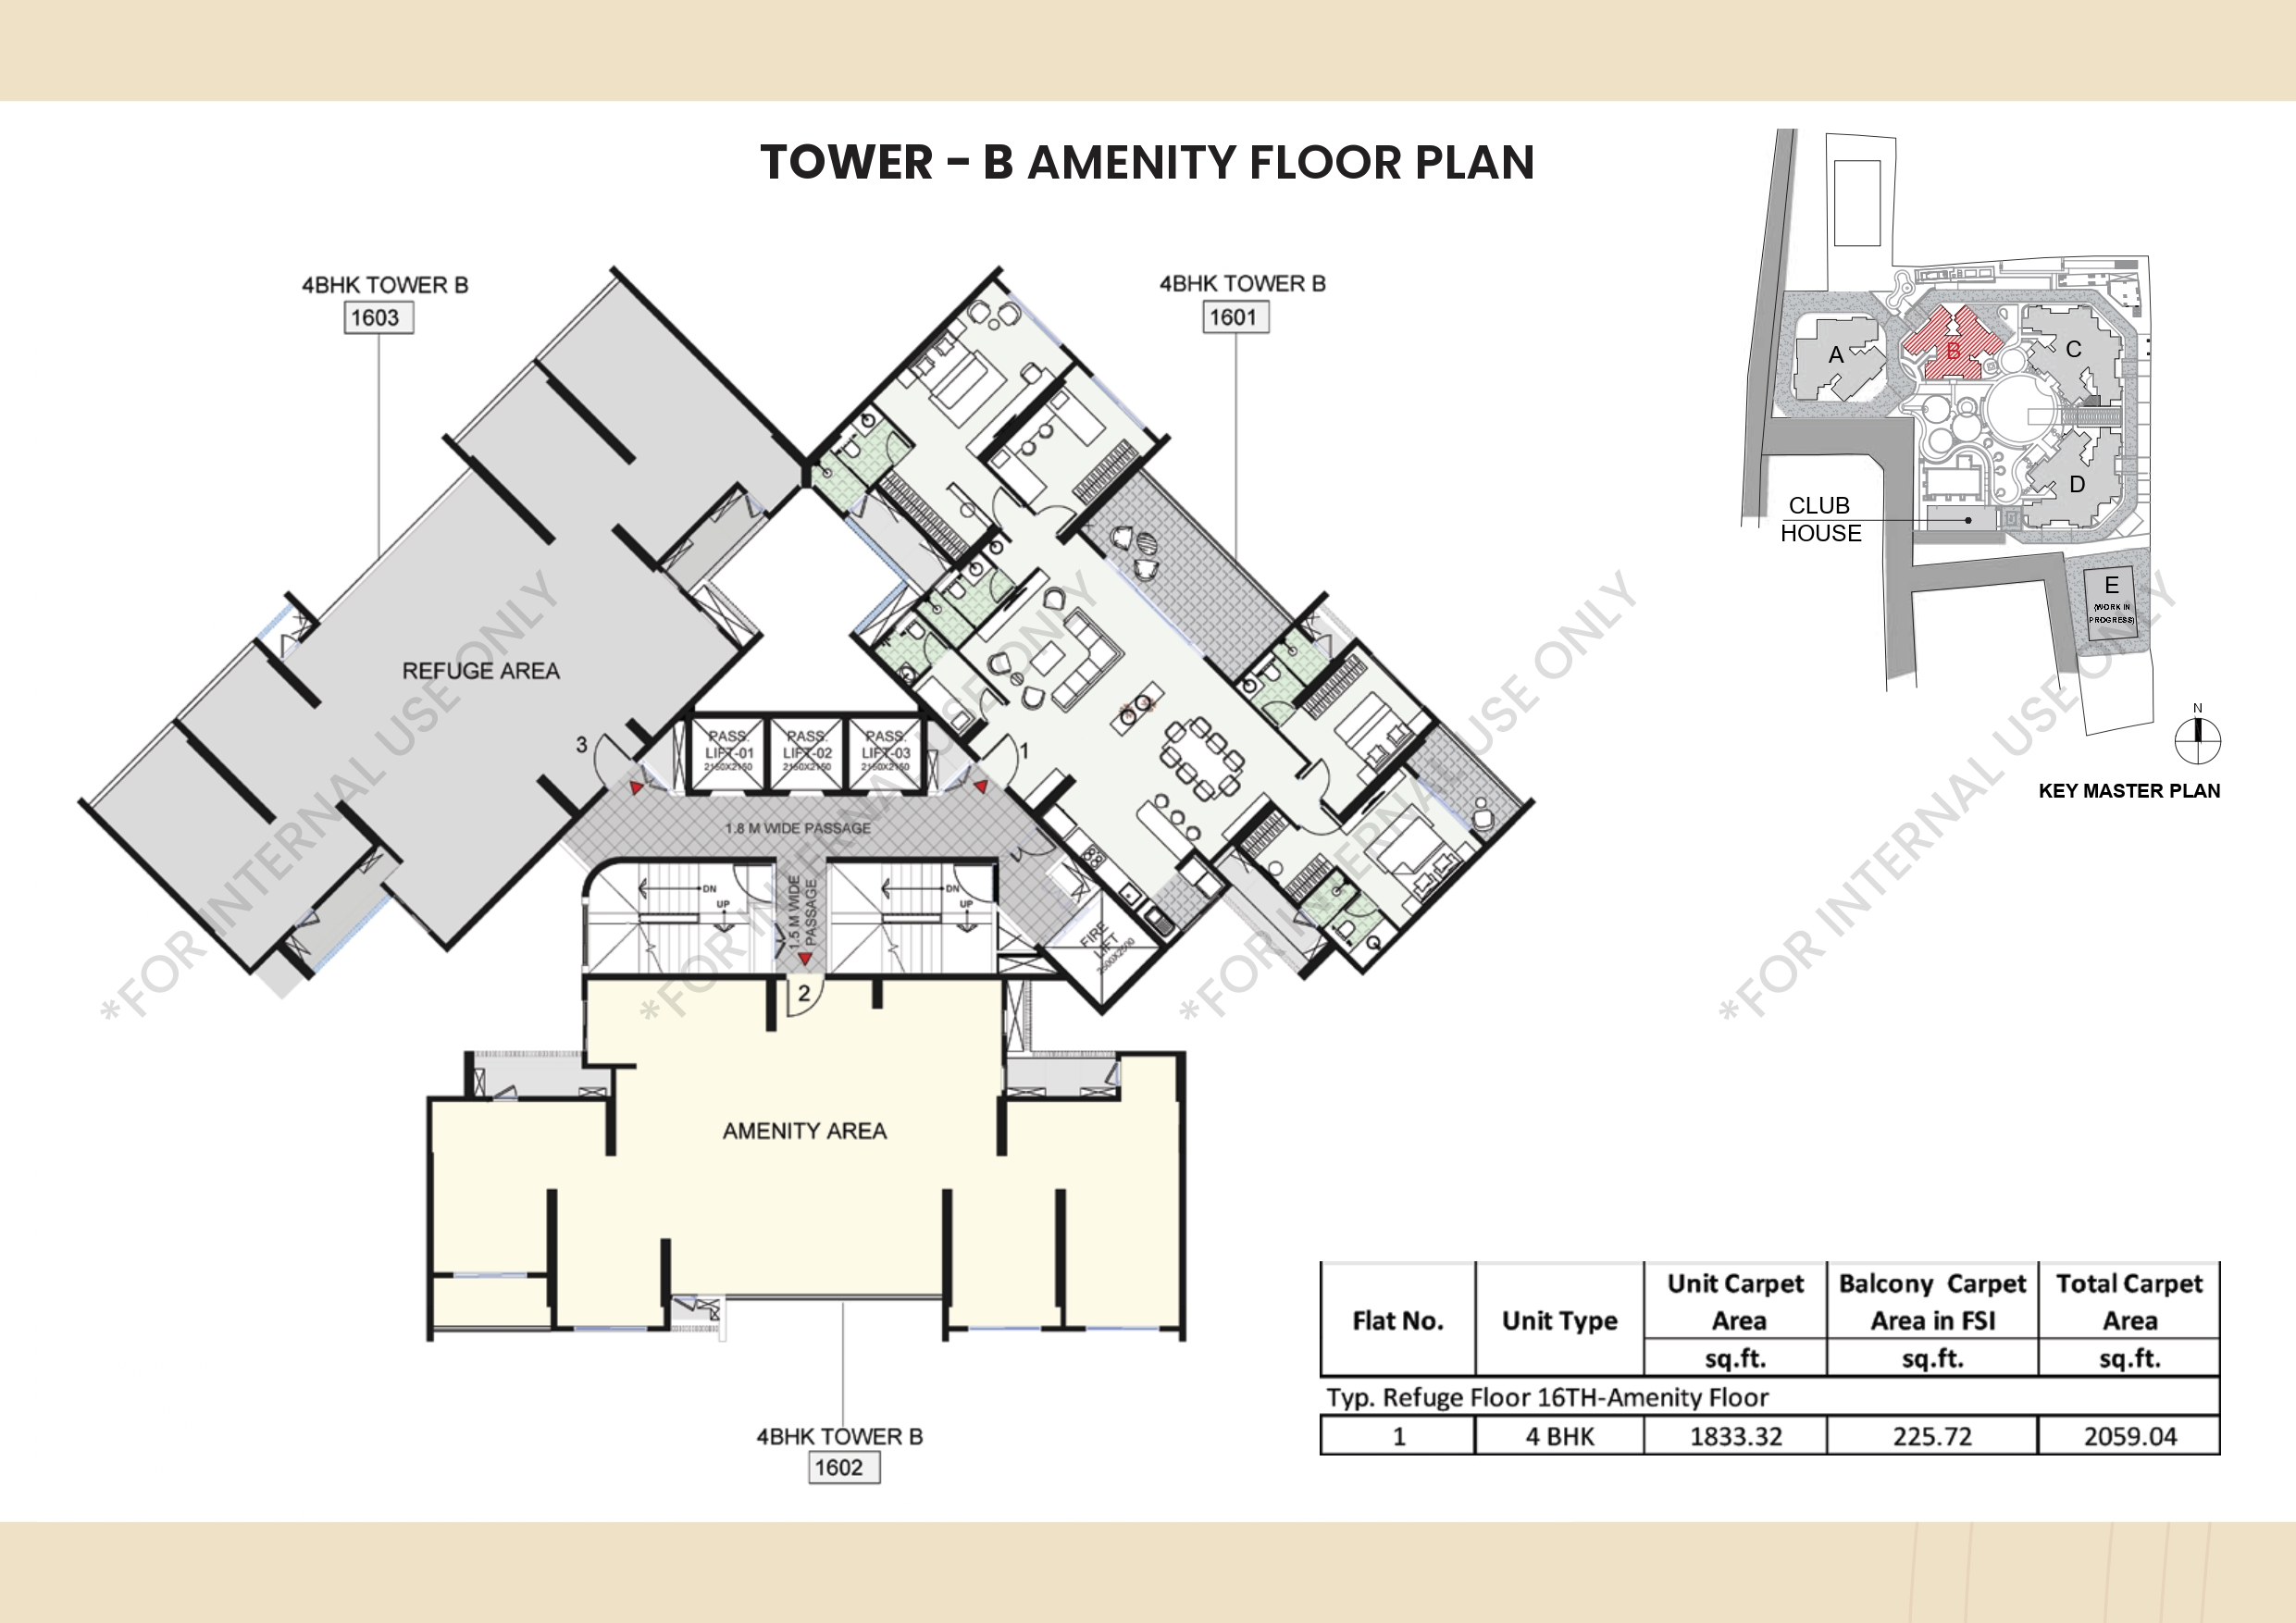 TOWER - B AMENITY FLOOR PLAN
4BHK TOWER B
1603
4BHK TOWER B
1601
REFUGE AREA
3
PASS.
LIFT-01
2150X2150
PASS.
LIFT-02
2150X2150
PASS.
LIFT-03
2150X2150
1
1.8 M WIDE PASSAGE
DN
UP
1.5 M WIDE
PASSAGE
DN
UP
FIRE
LIFT
2500X2500
2
AMENITY AREA
4BHK TOWER B
1602
A
B
C
D
CLUB
HOUSE
E
(WORK IN
PROGRESS)
N
KEY MASTER PLAN
*FOR INTERNAL USE ONLY
*FOR INTERNAL USE ONLY
*FOR INTERNAL USE ONLY
*FOR INTERNAL USE ONLY
Flat No. Unit Type Unit Carpet Area Balcony Carpet Area in FSI Total Carpet Area
sq.ft. sq.ft. sq.ft.
Typ. Refuge Floor 16TH-Amenity Floor
1 4 BHK 1833.32 225.72 2059.04